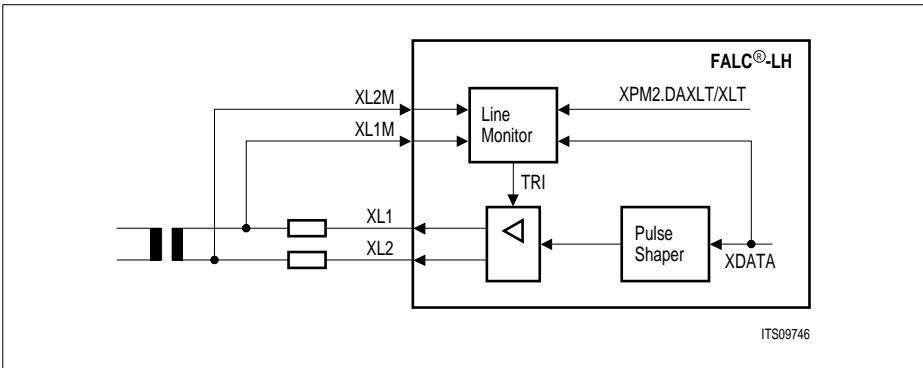 FALC®-LH
XL2M
XPM2.DAXLT/XLT
Line
Monitor
XL1M
TRI
XL1
XL2
Pulse
Shaper
XDATA
ITS09746